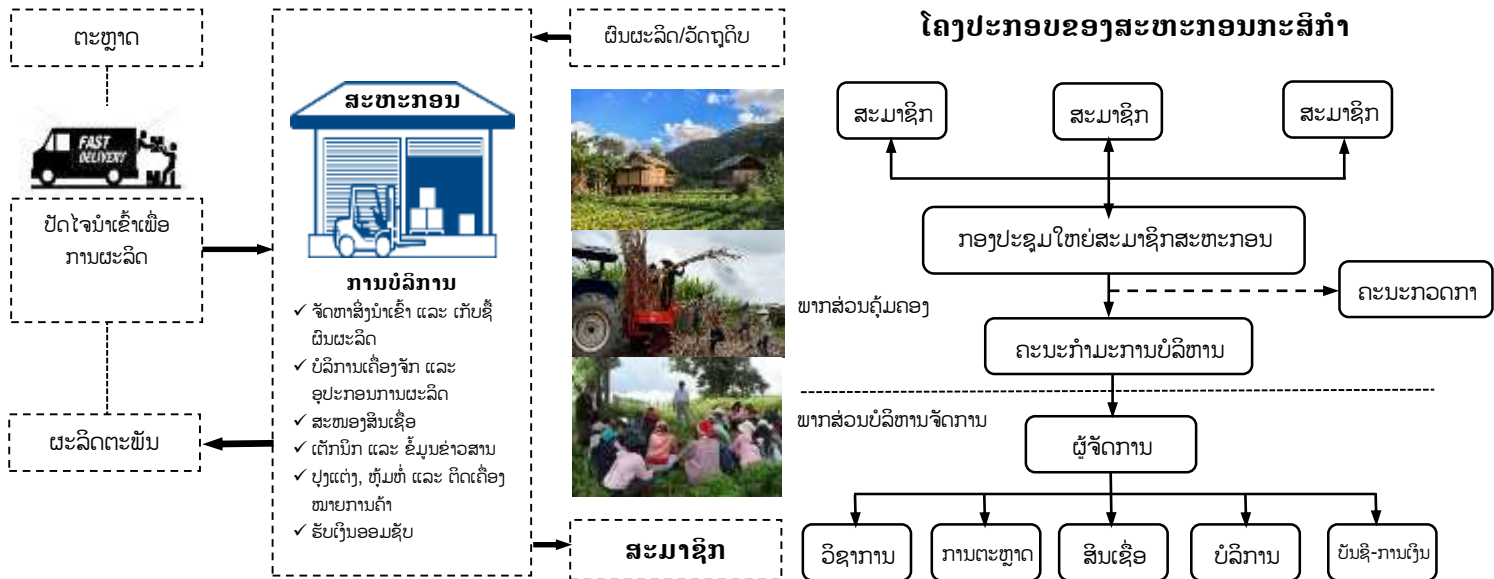 ຕະຫຼາດ
FAST
DELIVERY
ປັດໄຈນໍາເຂົ້າເພື່ອ
ການຜະລິດ
ຜະລິດຕະພັນ
ສະຫະກອນ
ການບໍລິການ
✓ ຈັດຫາສິ່ງນໍາເຂົ້າ ແລະ ເກັບຊື້
ຜົນຜະລິດ
✓ ບໍລິການເຄື່ອງຈັກ ແລະ
ອຸປະກອນການຜະລິດ
✓ ສະໜອງສິນເຊື່ອ
✓ ເຕັກນິກ ແລະ ຂໍ້ມູນຂ່າວສານ
✓ ປຸງແຕ່ງ, ຫຸ້ມຫໍ່ ແລະ ຕິດເຄື່ອງ
ໝາຍການຄ້າ
✓ ຮັບເງິນອອມຊັບ
ຜົນຜະລິດ/ວັດຖຸດິບ
ສະມາຊິກ
ໂຄງປະກອບຂອງສະຫະກອນກະສິກໍາ
ສະມາຊິກ
ສະມາຊິກ
ສະມາຊິກ
ກອງປະຊຸມໃຫຍ່ສະມາຊິກສະຫະກອນ
ພາກສ່ວນຄຸ້ມຄອງ
ຄະນະກວດກາ
ຄະນະກໍາມະການບໍລິຫານ
ພາກສ່ວນບໍລິຫານຈັດການ
ຜູ້ຈັດການ
ວິຊາການ
ການຕະຫຼາດ
ສິນເຊື່ອ
ບໍລິການ
ບັນຊີ-ການເງິນ